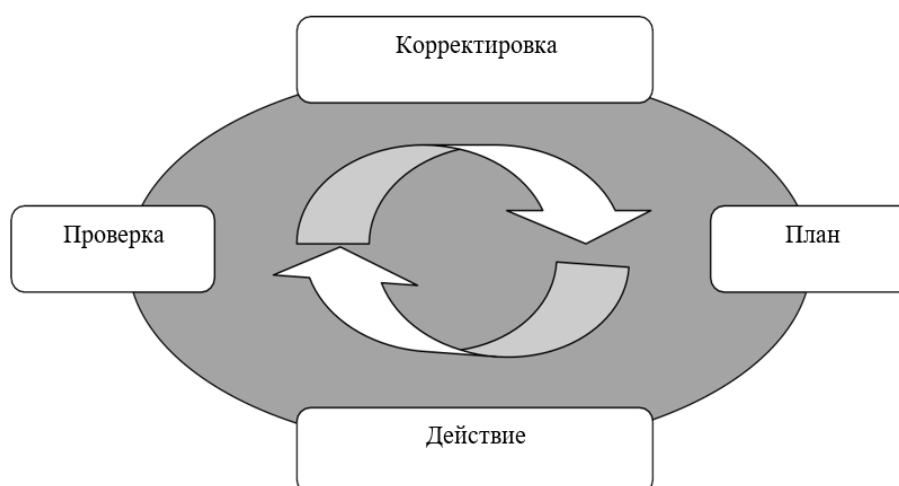 Корректировка
Проверка
План
Действие